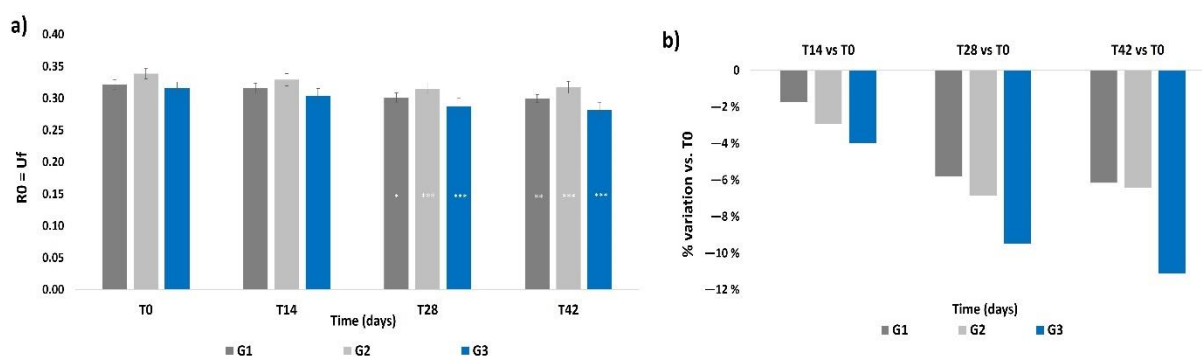 a)
0.40
0.35
0.30
0.25
0.20
0.15
0.10
0.05
0.00
R0 = Uf
* *** *** ** *** ***
T0 T14 T28 T42
Time (days)
G1 G2 G3
b)
T14 vs T0 T28 vs T0 T42 vs T0
0
−2 %
−4 %
−6 %
−8 %
−10 %
−12 %
% variation vs. T0
Time (days)
G1 G2 G3